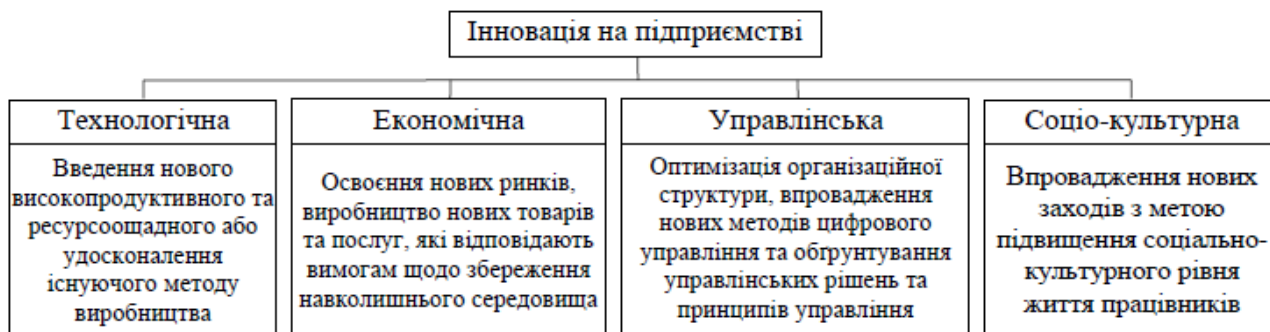 Інновація на підприємстві
Технологічна
Введення нового
високопродуктивного та
ресурсоощадного або
удосконалення
існуючого методу
виробництва
Економічна
Освоєння нових ринків,
виробництво нових товарів
та послуг, які відповідають
вимогам щодо збереження
навколишнього середовища
Управлінська
Оптимізація організаційної
структури, впровадження
нових методів цифрового
управління та обґрунтування
управлінських рішень та
принципів управління
Соціо-культурна
Впровадження нових
заходів з метою
підвищення соціально-
культурного рівня
життя працівників